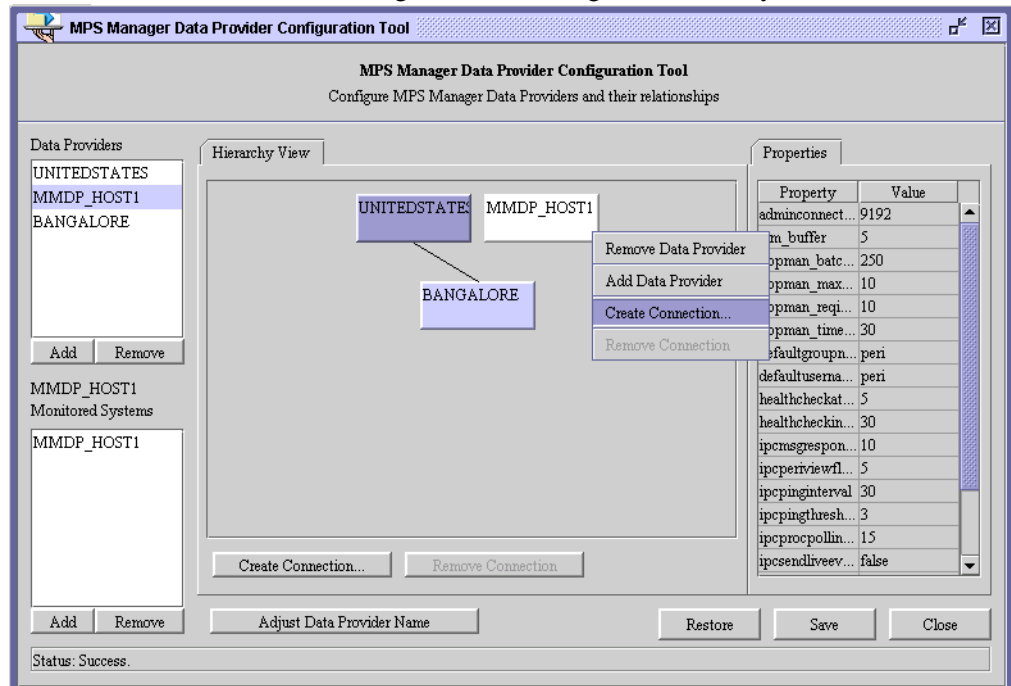 MPS Manager Data Provider Configuration Tool
MPS Manager Data Provider Configuration Tool
Configure MPS Manager Data Providers and their relationships
Data Providers
UNITEDSTATES
MMDP_HOST1
BANGALORE
Add Remove
MMDP_HOST1
Monitored Systems
MMDP_HOST1
Add Remove
Hierarchy View
UNITEDSTATES
MMDP_HOST1
BANGALORE
Remove Data Provider
Add Data Provider
Create Connection...
Remove Connection
Create Connection... Remove Connection
Adjust Data Provider Name
Properties
Property Value
adminconnect... 9192
m_buffer 5
opman_batc... 250
opman_max... 10
opman_reqi... 10
opman_time... 30
efaultgroupn... peri
defaultuserna... peri
healthcheckat... 5
healthcheckin... 30
ipcmsgrespon... 10
ipcperiviewfl... 5
ipcpinginterval 30
ipcpingthresh... 3
ipcprocpollin... 15
ipcsendliveev... false
Restore Save Close
Status: Success.